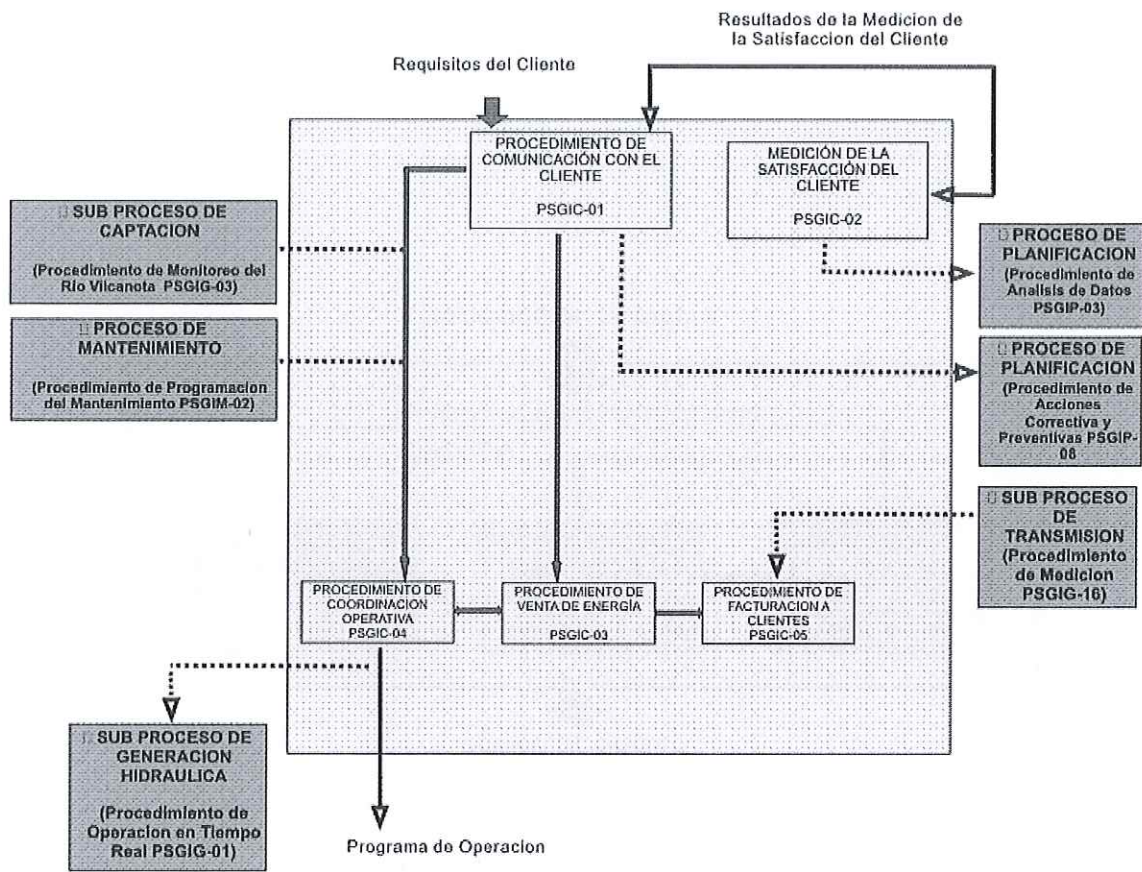 Resultados de la Medicion de
la Satisfaccion del Cliente
Requisitos del Cliente
PROCEDIMIENTO DE
COMUNICACIÓN CON EL
CLIENTE
PSGIC-01
MEDICIÓN DE LA
SATISFACCIÓN DEL
CLIENTE
PSGIC-02
SUB PROCESO DE
CAPTACION
(Procedimiento de Monitoreo del
Rio Vilcanota PSGIG-03)
PROCESO DE
MANTENIMIENTO
(Procedimiento de Programacion
del Mantenimiento PSGIM-02)
PROCESO DE
PLANIFICACION
(Procedimiento de
Analisis de Datos
PSGIP-03)
PROCESO DE
PLANIFICACION
(Procedimiento de
Acciones
Correctiva y
Preventivas PSGIP-
08
SUB PROCESO
DE
TRANSMISION
(Procedimiento
de Medicion
PSGIG-16)
PROCEDIMIENTO DE
COORDINACION
OPERATIVA
PSGIC-04
PROCEDIMIENTO DE
VENTA DE ENERGÍA
PSGIC-03
PROCEDIMIENTO DE
FACTURACION A
CLIENTES
PSGIC-05
SUB PROCESO DE
GENERACION
HIDRAULICA
(Procedimiento de
Operacion en Tiempo
Real PSGIG-01)
Programa de Operacion